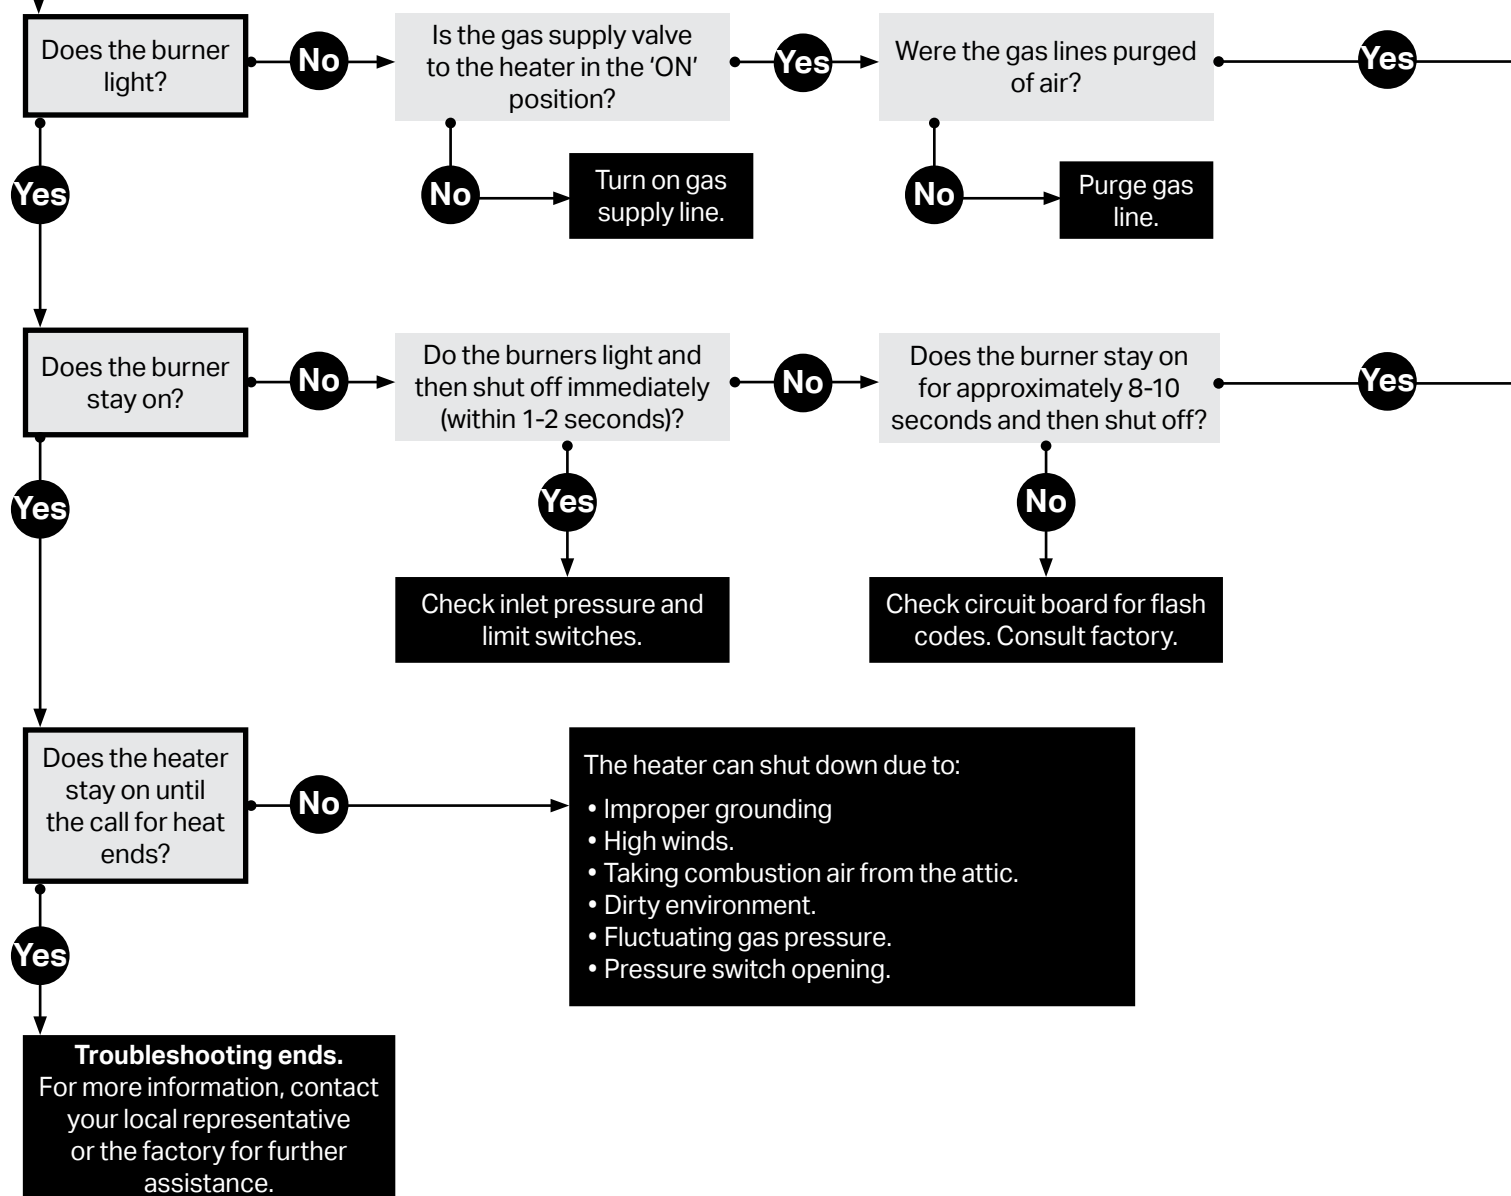 Does the burner
light?
No
Is the gas supply valve
to the heater in the ‘ON’
position?
Yes
Were the gas lines purged
of air?
Yes
Yes
No
Turn on gas
supply line.
No
Purge gas
line.
Does the burner
stay on?
No
Do the burners light and
then shut off immediately
(within 1-2 seconds)?
No
Does the burner stay on
for approximately 8-10
seconds and then shut off?
Yes
Yes
Yes
No
Check inlet pressure and
limit switches.
Check circuit board for flash
codes. Consult factory.
Does the heater
stay on until
the call for heat
ends?
No
The heater can shut down due to:
• Improper grounding
• High winds.
• Taking combustion air from the attic.
• Dirty environment.
• Fluctuating gas pressure.
• Pressure switch opening.
Yes
Troubleshooting ends.
For more information, contact
your local representative
or the factory for further
assistance.